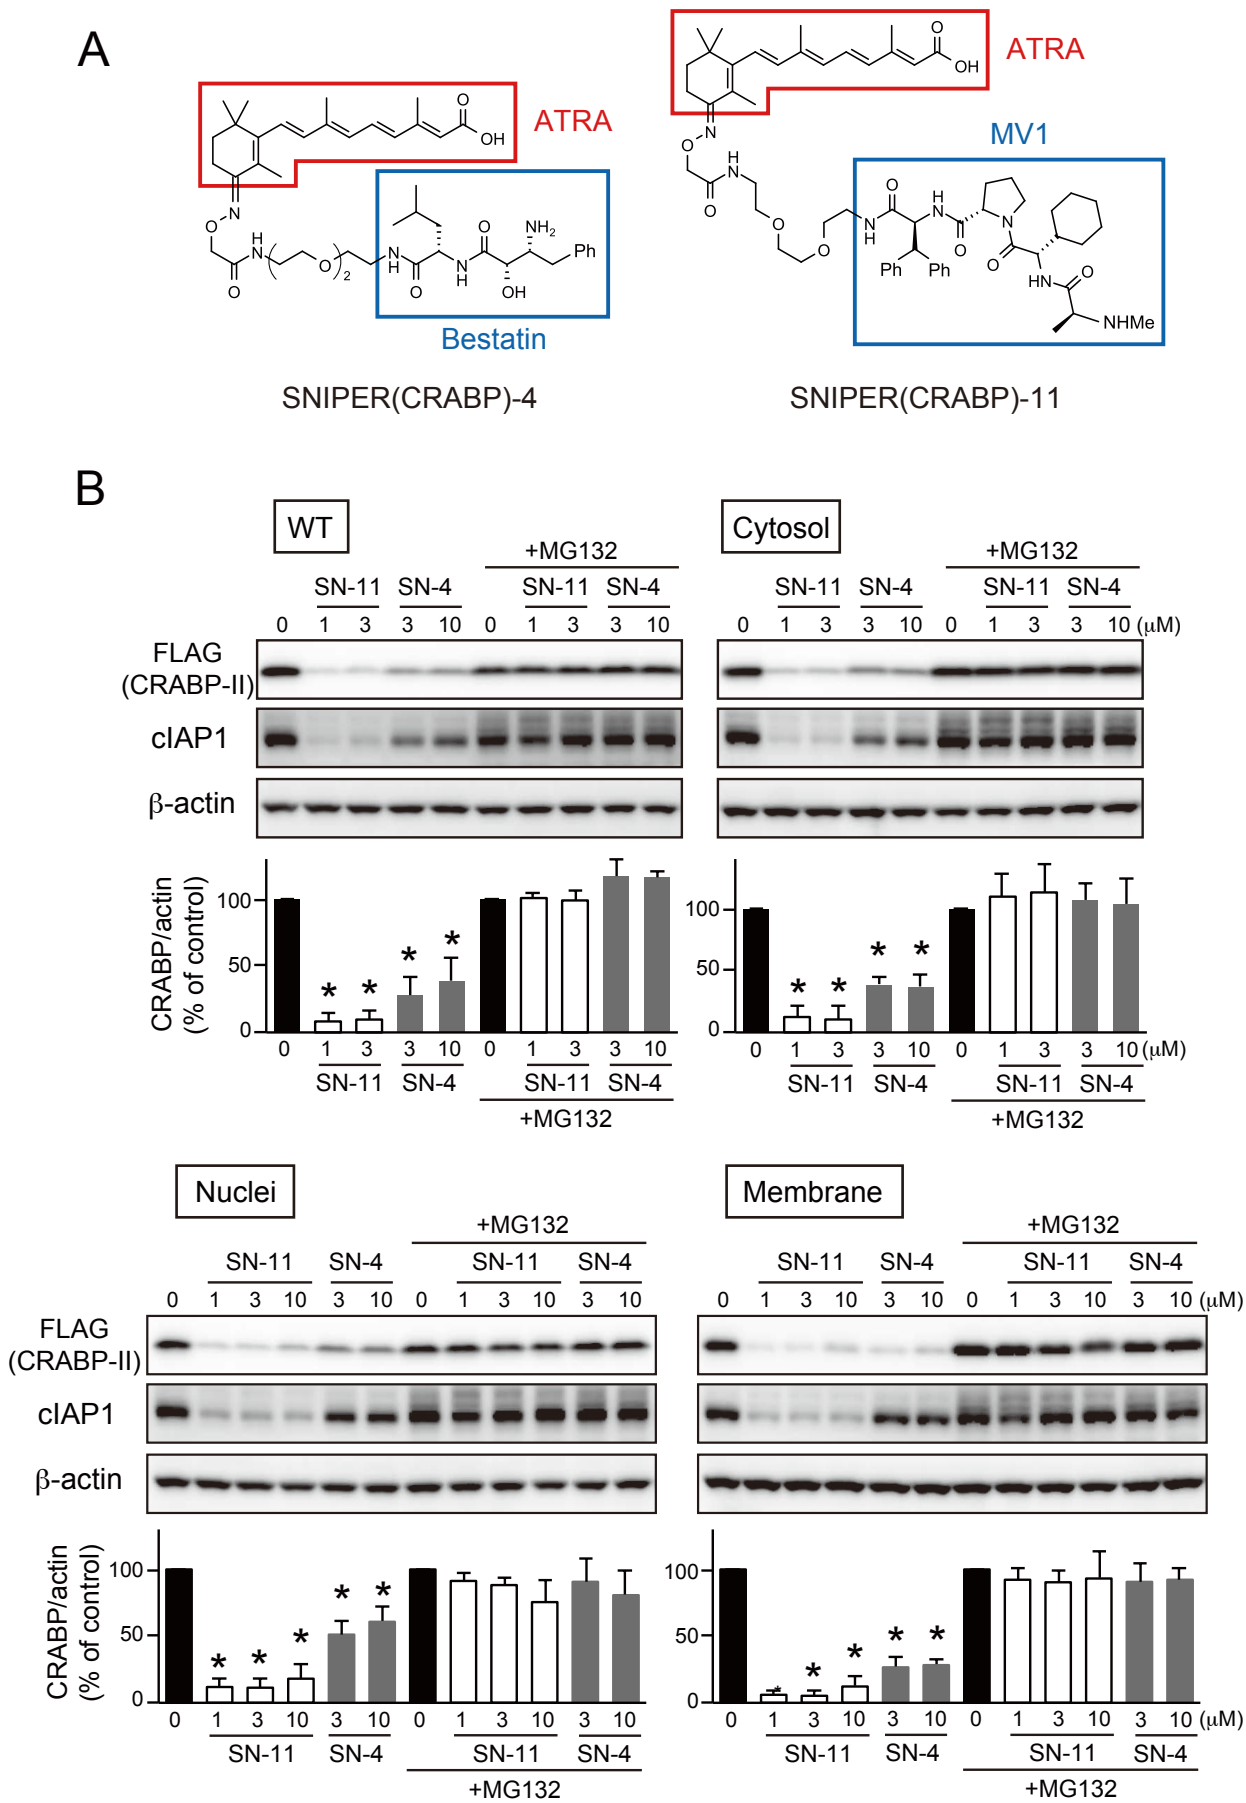 A
ATRA
OH
O
N
O
O
H
N
O
2
H
N
O
N
H
O
NH2
OH
Ph
Bestatin
SNIPER(CRABP)-4
ATRA
O
OH
N
O
O
H
N
O
O
N
H
O
H
N
Ph
Ph
O
N
O
HN
O
NHMe
MV1
SNIPER(CRABP)-11
B
WT
+MG132
SN-11 SN-4 SN-11 SN-4
0 1 3 3 10 0 1 3 3 10
FLAG
(CRABP-II)
cIAP1
β-actin
CRABP/actin
(% of control)
100
50
0
* * * *
0 1 3 3 10 0 1 3 3 10
SN-11 SN-4 SN-11 SN-4
+MG132
Cytosol
+MG132
SN-11 SN-4 SN-11 SN-4
0 1 3 3 10 0 1 3 3 10 (μM)
100
50
0
* * * *
0 1 3 3 10 0 1 3 3 10 (μM)
SN-11 SN-4 SN-11 SN-4
+MG132
Nuclei
+MG132
SN-11 SN-4 SN-11 SN-4
0 1 3 10 3 10 0 1 3 10 3 10
FLAG
(CRABP-II)
cIAP1
β-actin
CRABP/actin
(% of control)
100
50
0
* * * * *
0 1 3 10 3 10 0 1 3 10 3 10
SN-11 SN-4 SN-11 SN-4
+MG132
Membrane
+MG132
SN-11 SN-4 SN-11 SN-4
0 1 3 10 3 10 0 1 3 10 3 10 (μM)
100
50
0
* * * * *
0 1 3 10 3 10 0 1 3 10 3 10 (μM)
SN-11 SN-4 SN-11 SN-4
+MG132